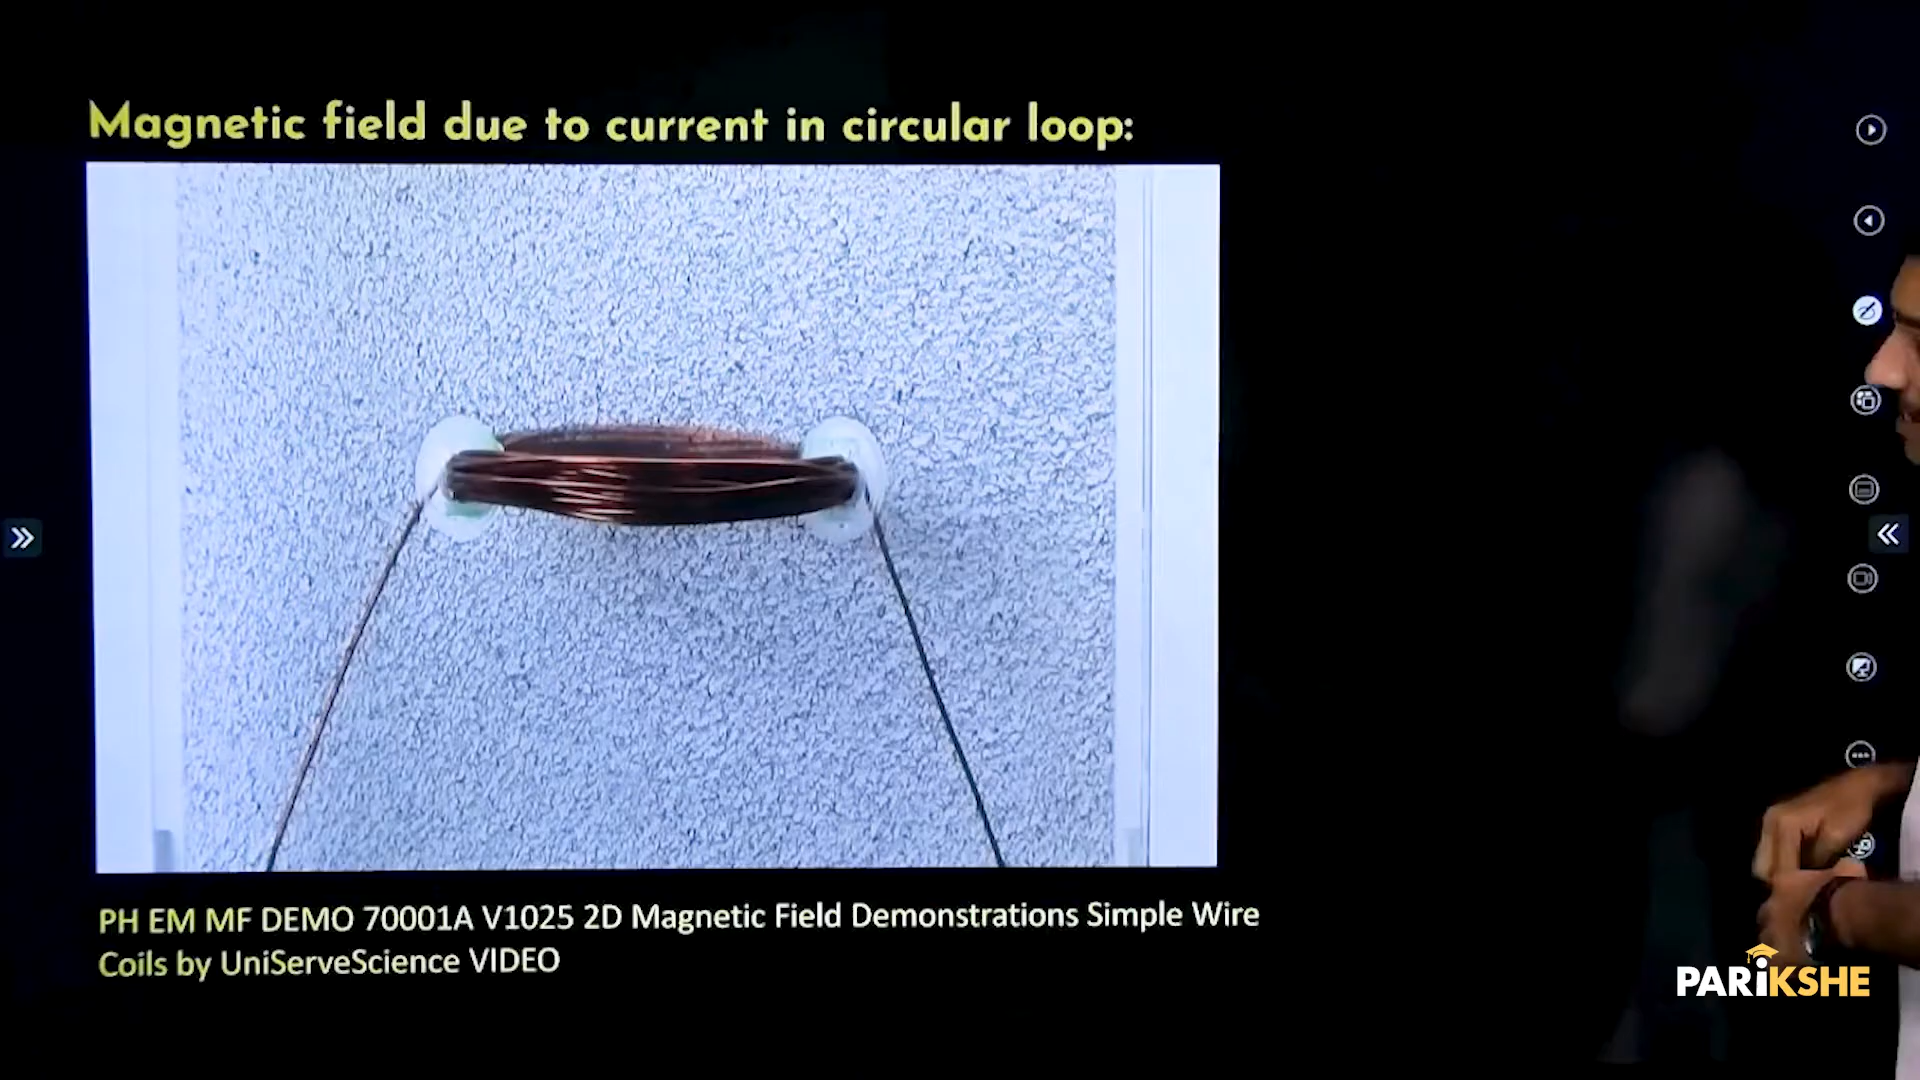 Magnetic field due to current in circular loop:
PH EM MF DEMO 70001A V1025 2D Magnetic Field Demonstrations Simple Wire
Coils by UniServeScience VIDEO
PARiKSHE